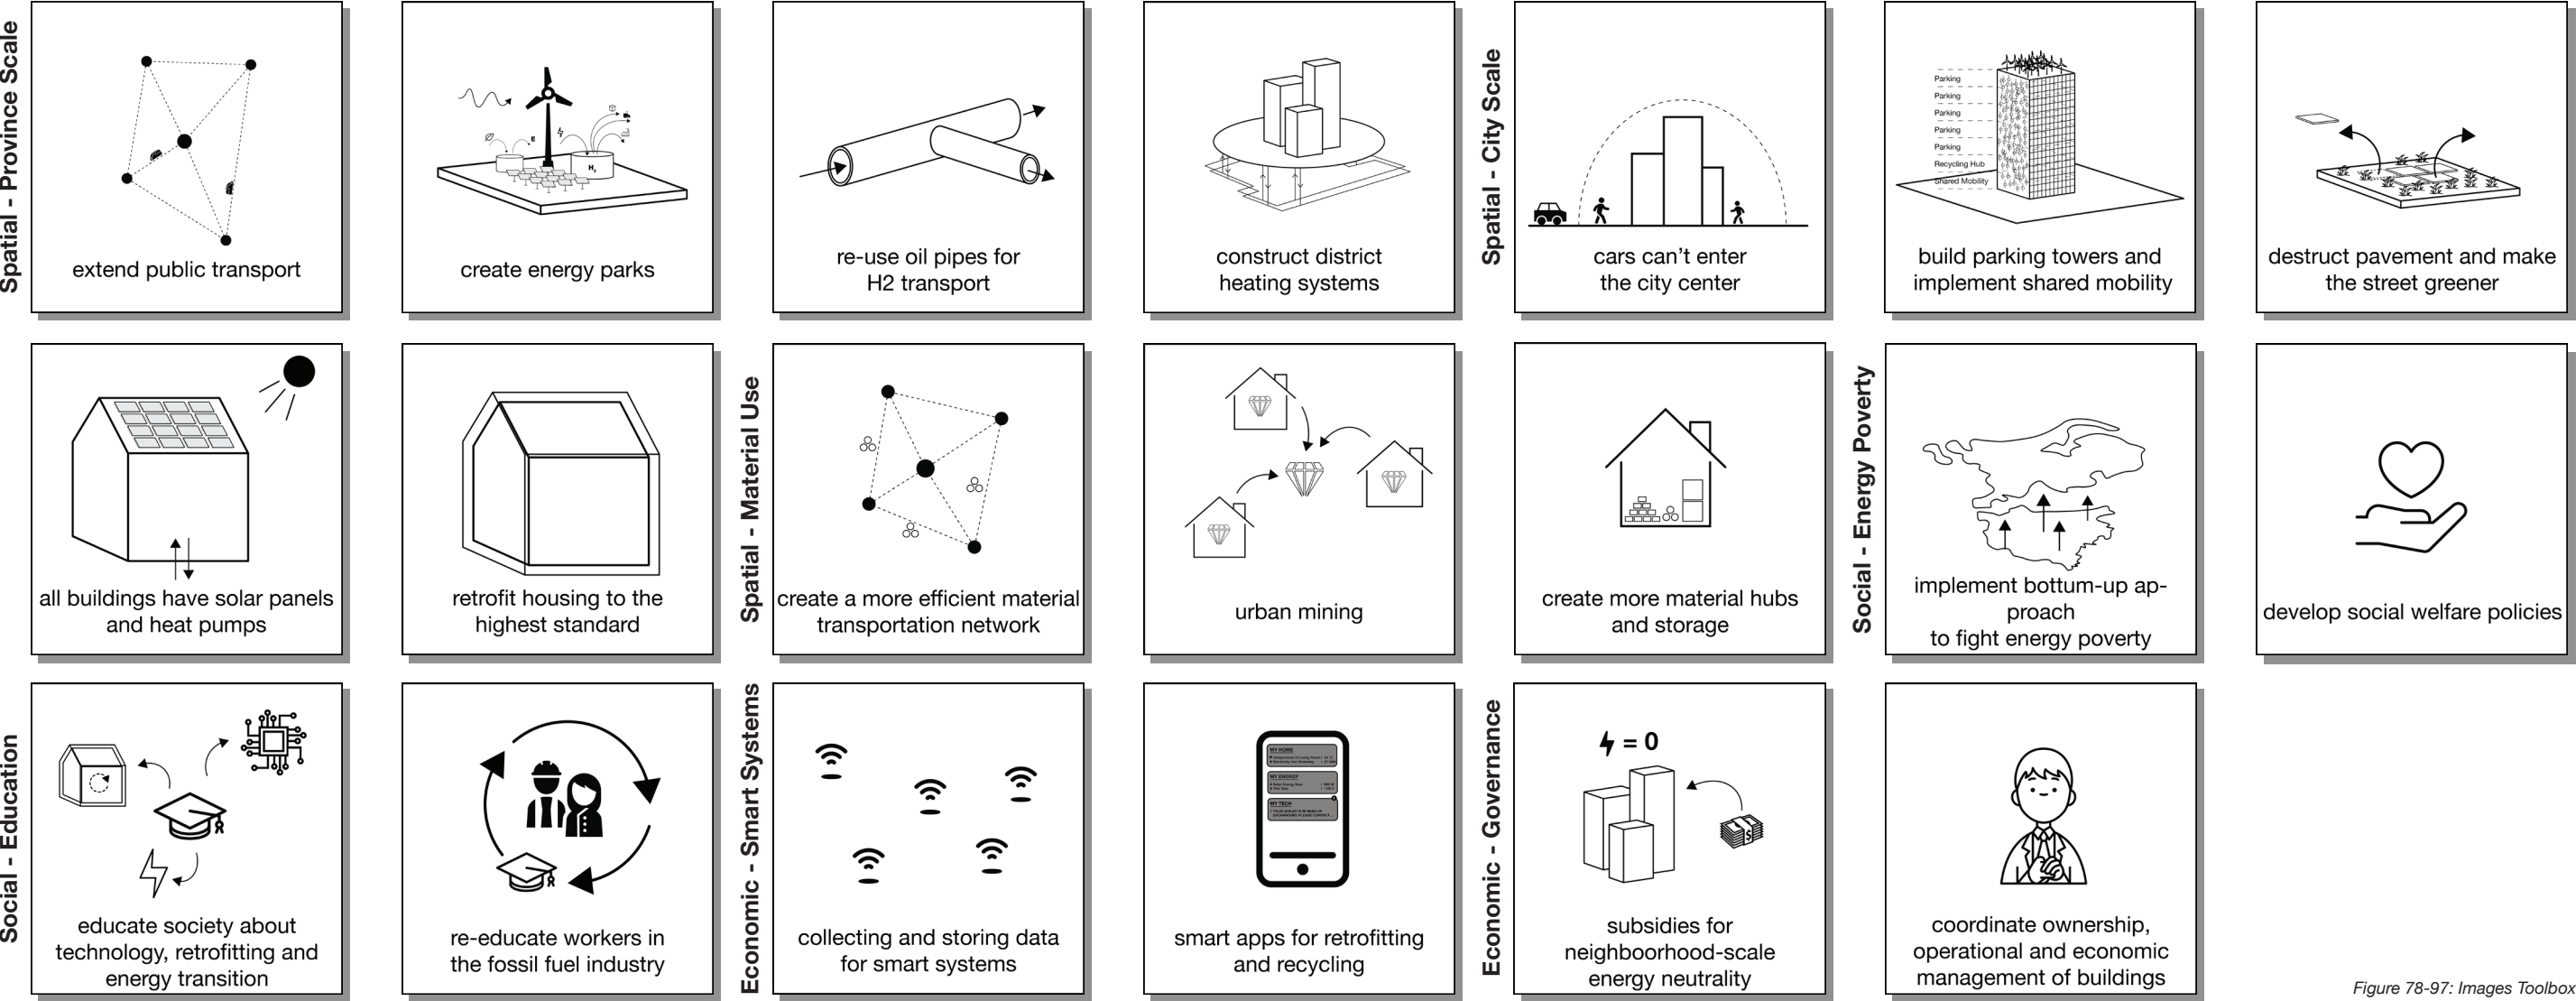 Spatial - Province Scale
extend public transport
E
H2
create energy parks
re-use oil pipes for
H2 transport
construct district
heating systems
Spatial - City Scale
cars can't enter
the city center
Parking
Parking
Parking
Parking
Parking
Recycling Hub
Shared Mobility
build parking towers and
implement shared mobility
destruct pavement and make
the street greener
all buildings have solar panels
and heat pumps
retrofit housing to the
highest standard
Spatial - Material Use
create a more efficient material
transportation network
urban mining
create more material hubs
and storage
Social - Energy Poverty
implement bottum-up ap-
proach
to fight energy poverty
develop social welfare policies
Social - Education
educate society about
technology, retrofitting and
energy transition
re-educate workers in
the fossil fuel industry
Economic - Smart Systems
collecting and storing data
for smart systems
MY HOME
MY ENERGY
MY TECH
smart apps for retrofitting
and recycling
Economic - Governance
= 0
$
subsidies for
neighboorhood-scale
energy neutrality
coordinate ownership,
operational and economic
management of buildings
Figure 78-97: Images Toolbox